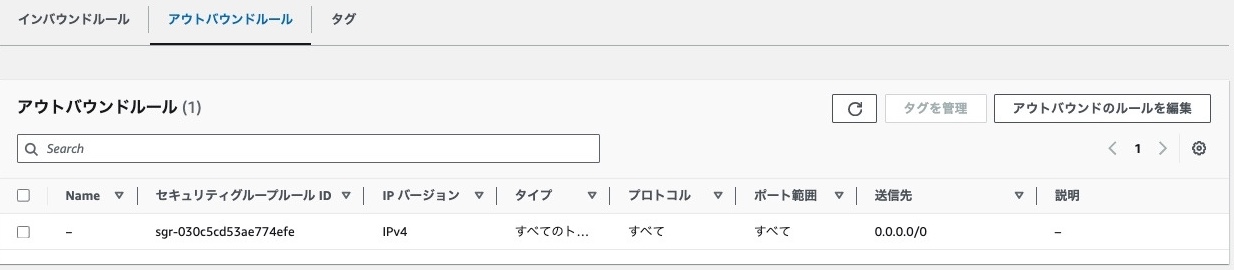 インバウンドルール アウトバウンドルール タグ
アウトバウンドルール (1) タグを管理 アウトバウンドのルールを編集
Search 1
Name セキュリティグループルール ID IP バージョン タイプ プロトコル ポート範囲 送信先 説明
– sgr-030c5cd53ae774efe IPv4 すべてのト... すべて すべて 0.0.0.0/0 –